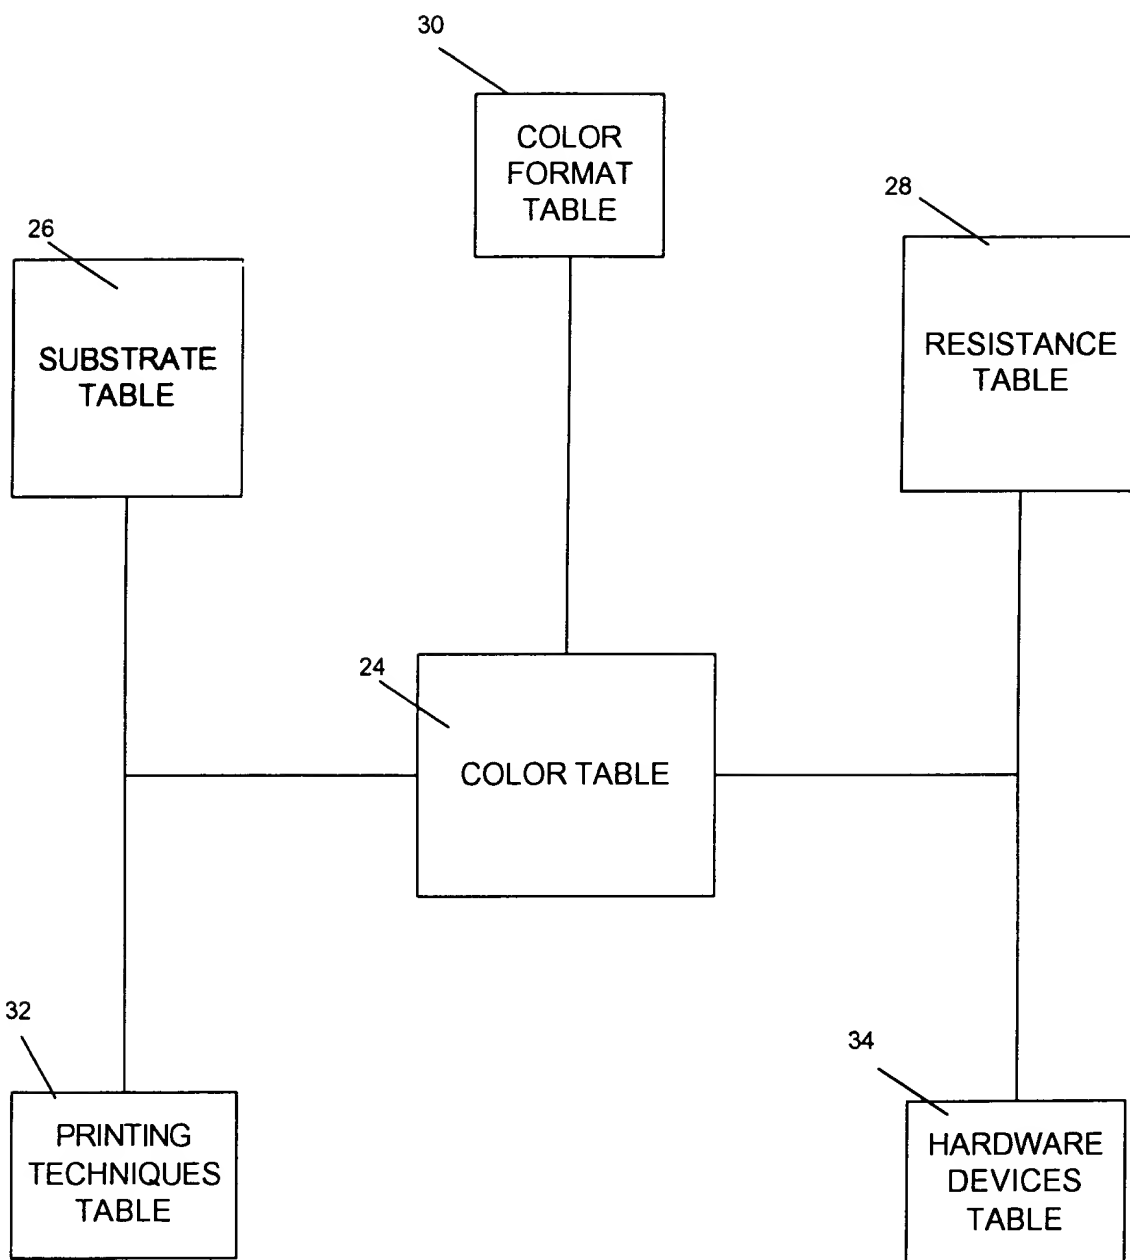 30
COLOR
FORMAT
TABLE
28
RESISTANCE
TABLE
26
SUBSTRATE
TABLE
24
COLOR TABLE
32
PRINTING
TECHNIQUES
TABLE
34
HARDWARE
DEVICES
TABLE